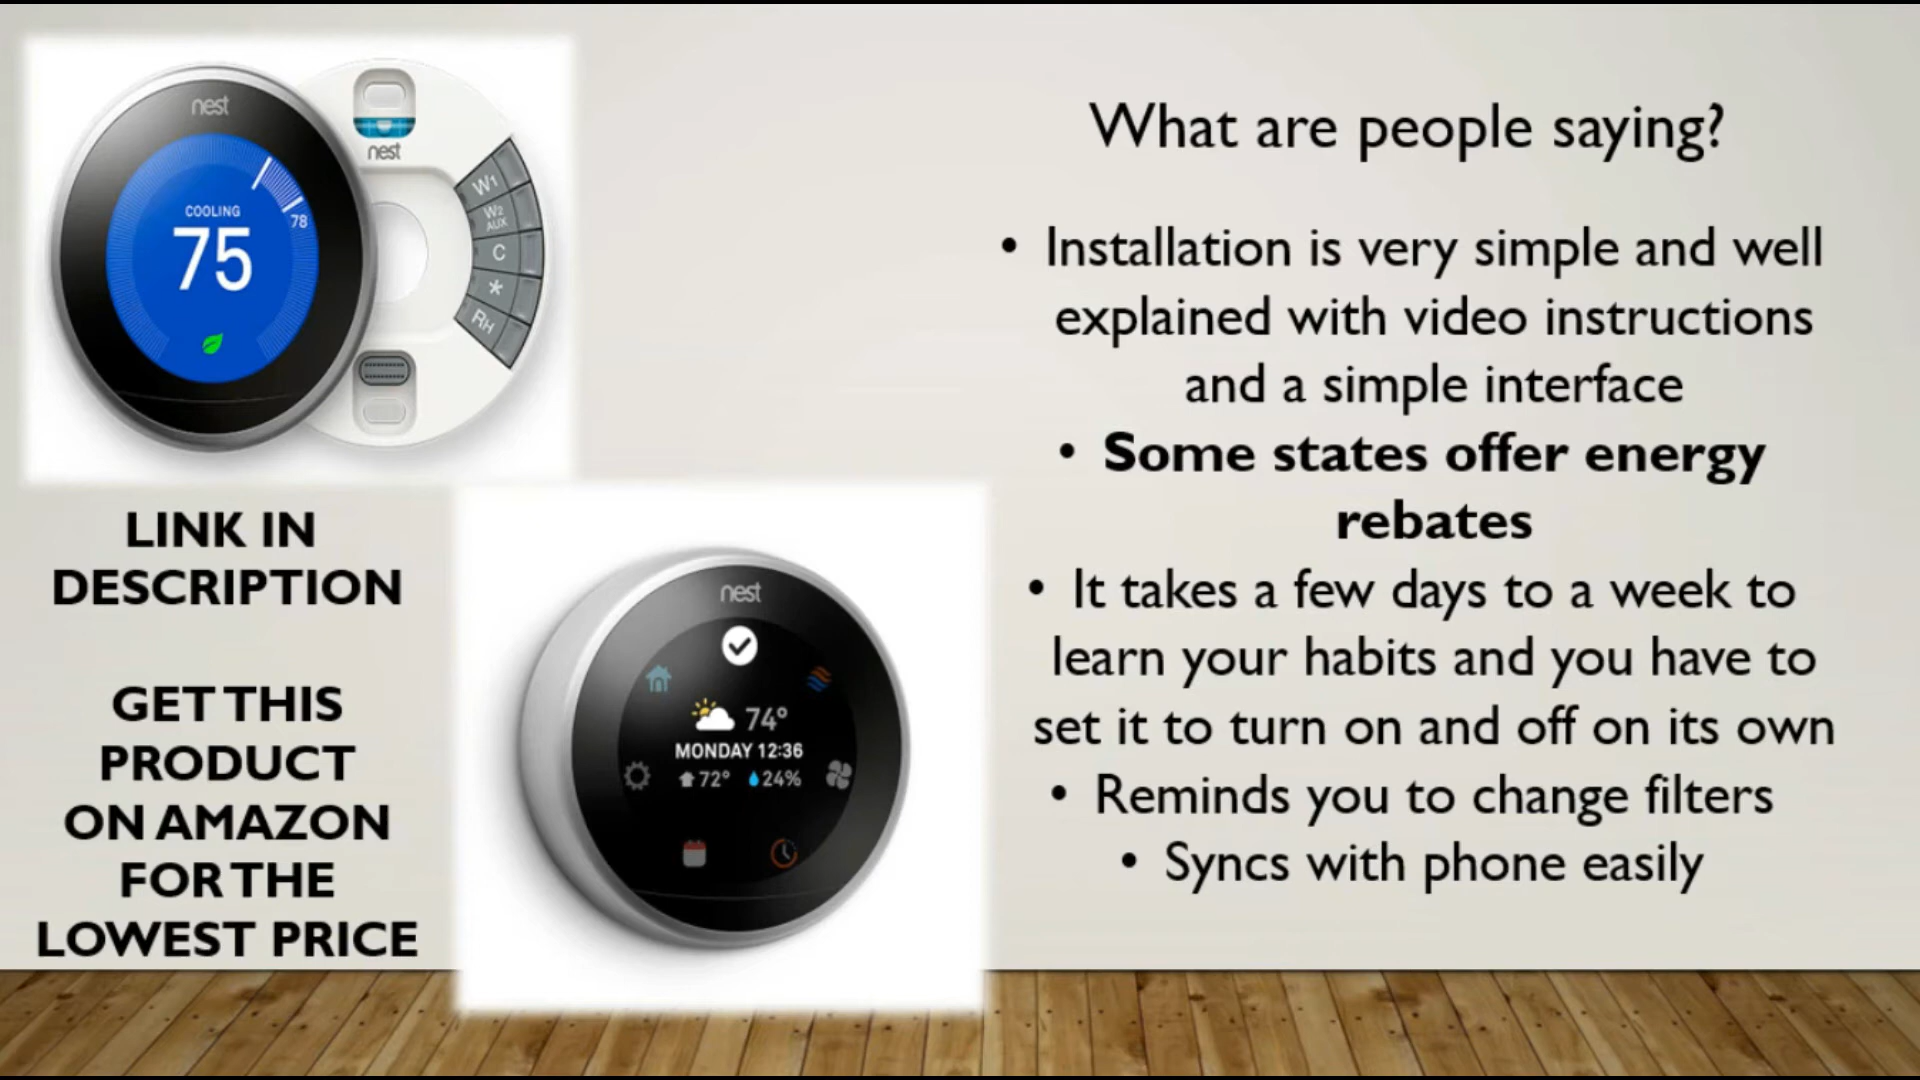 nest
COOLING
78
75
nest
W1
W2
AUX
C
*
RH
LINK IN
DESCRIPTION
GET THIS
PRODUCT
ON AMAZON
FOR THE
LOWEST PRICE
nest
74°
MONDAY 12:36
72° 24%
What are people saying?
• Installation is very simple and well
explained with video instructions
and a simple interface
• Some states offer energy
rebates
• It takes a few days to a week to
learn your habits and you have to
set it to turn on and off on its own
• Reminds you to change filters
• Syncs with phone easily